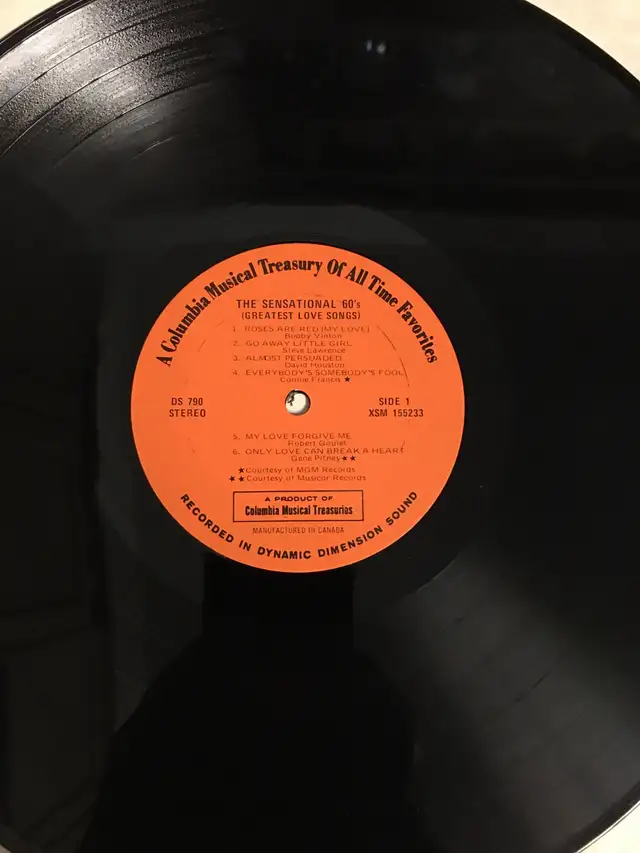 A Columbia Musical Treasury Of All Time Favorites
THE SENSATIONAL 60's
(GREATEST LOVE SONGS)
1. ROSES ARE RED (MY LOVE)
Bobby Vinton
2. GO AWAY LITTLE GIRL
Steve Lawrence
3. ALMOST PERSUADED
David Houston
4. EVERYBODY'S SOMEBODY'S FOOL
Connie Francis ★
DS 790
STEREO
SIDE 1
XSM 155233
5. MY LOVE FORGIVE ME
Robert Goulet
6. ONLY LOVE CAN BREAK A HEART
Gene Pitney ★★
★Courtesy of MGM Records
★★Courtesy of Musicor Records
A PRODUCT OF
Columbia Musical Treasuries
MANUFACTURED IN CANADA
RECORDED IN DYNAMIC DIMENSION SOUND